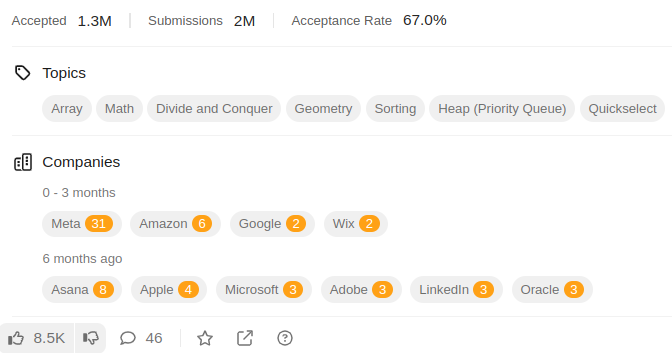 Accepted 1.3M Submissions 2M Acceptance Rate 67.0%
Topics
Array Math Divide and Conquer Geometry Sorting Heap (Priority Queue) Quickselect
Companies
0 - 3 months
Meta 31 Amazon 6 Google 2 Wix 2
6 months ago
Asana 8 Apple 4 Microsoft 3 Adobe 3 LinkedIn 3 Oracle 3
8.5K 46